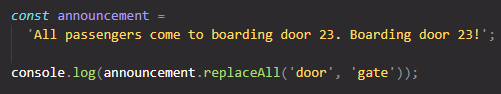 const announcement =
'All passengers come to boarding door 23. Boarding door 23!';
console.log(announcement.replaceAll('door', 'gate'));